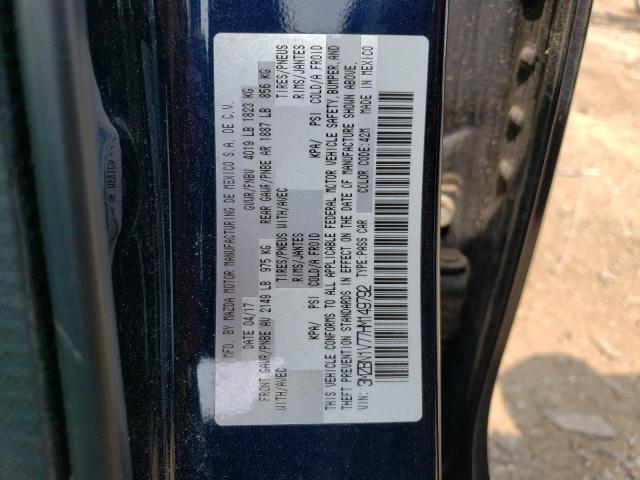 MFD. BY MAZDA MOTOR MANUFACTURING DE MEXICO S.A. DE C.V.
DATE 04/17 GVWR/PNBV 4019 LB 1823 KG
FRONT GAWR/PNBE AV 2149 LB 975 KG REAR GAWR/PNBE AR 1887 LB 856 KG
WITH/AVEC TIRES/PNEUS WITH/AVEC TIRES/PNEUS
RIMS/JANTES RIMS/JANTES
KPA/ PSI COLD/A FROID KPA/ PSI COLD/A FROID
THIS VEHICLE CONFORMS TO ALL APPLICABLE FEDERAL MOTOR VEHICLE SAFETY, BUMPER, AND
THEFT PREVENTION STANDARDS IN EFFECT ON THE DATE OF MANUFACTURE SHOWN ABOVE.
VIN: 3MZBN1V77HM149792 TYPE:PASS CAR COLOR CODE:42M MADE IN MEXICO